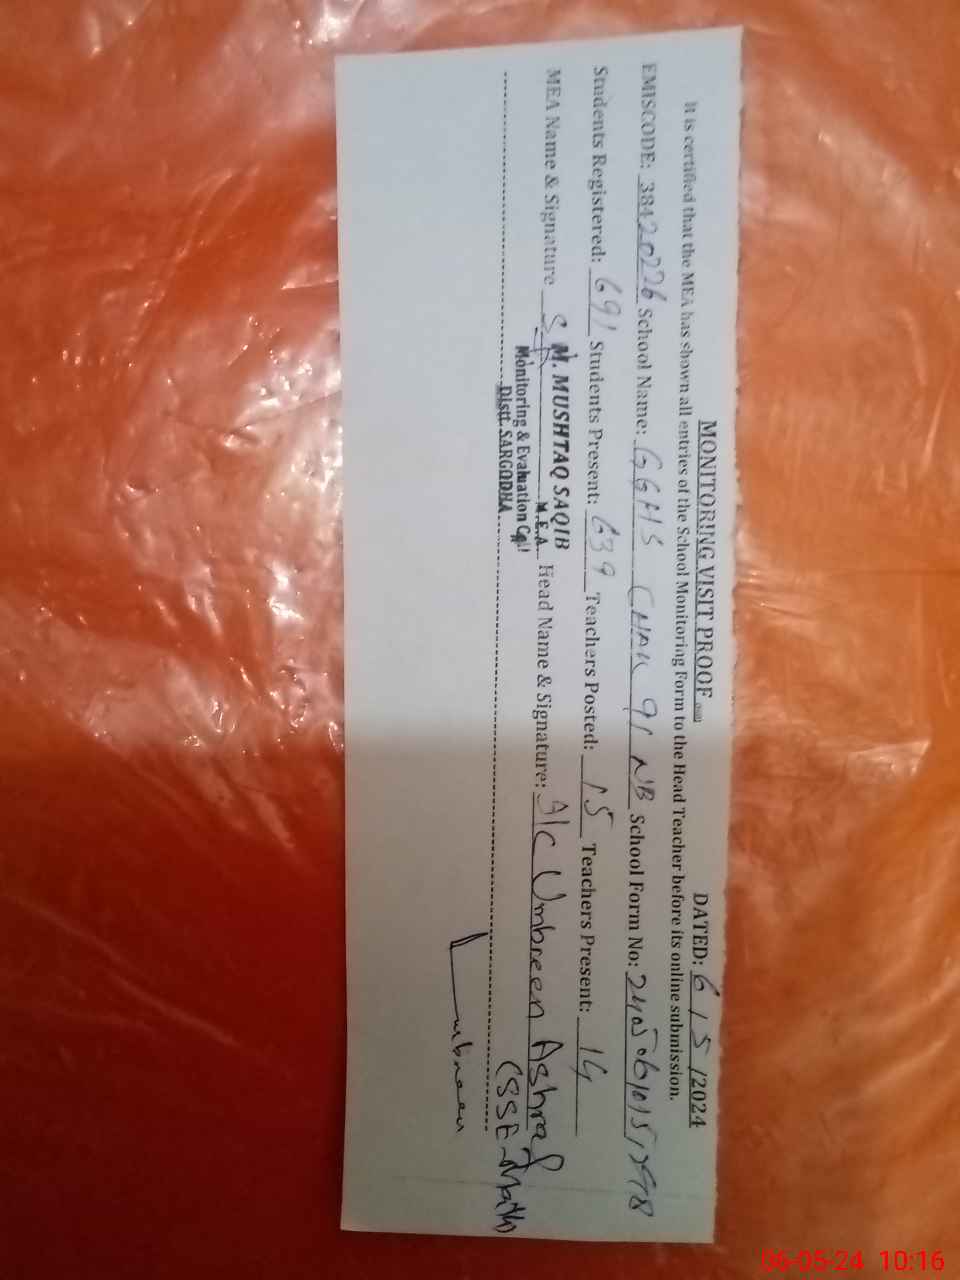 MONITORING VISIT PROOF DATED: 6/5/2024
It is certified that the MEA has shown all entries of the School Monitoring Form to the Head Teacher before its online submission.
EMISCODE: 38420226 School Name: GGHS CHAK 91 NB School Form No:
Students Registered: 691 Students Present: 639 Teachers Posted: 15 Teachers Present: 14
MEA Name & Signature Head Name & Signature: I/C Umbreen Ashraf
M. MUSHTAQ SAQIB
M.E.A
Monitoring & Evaluation Cell
Distt. SARGODHA
(SSE-Math)
Umbreen
06-05-24 10:16